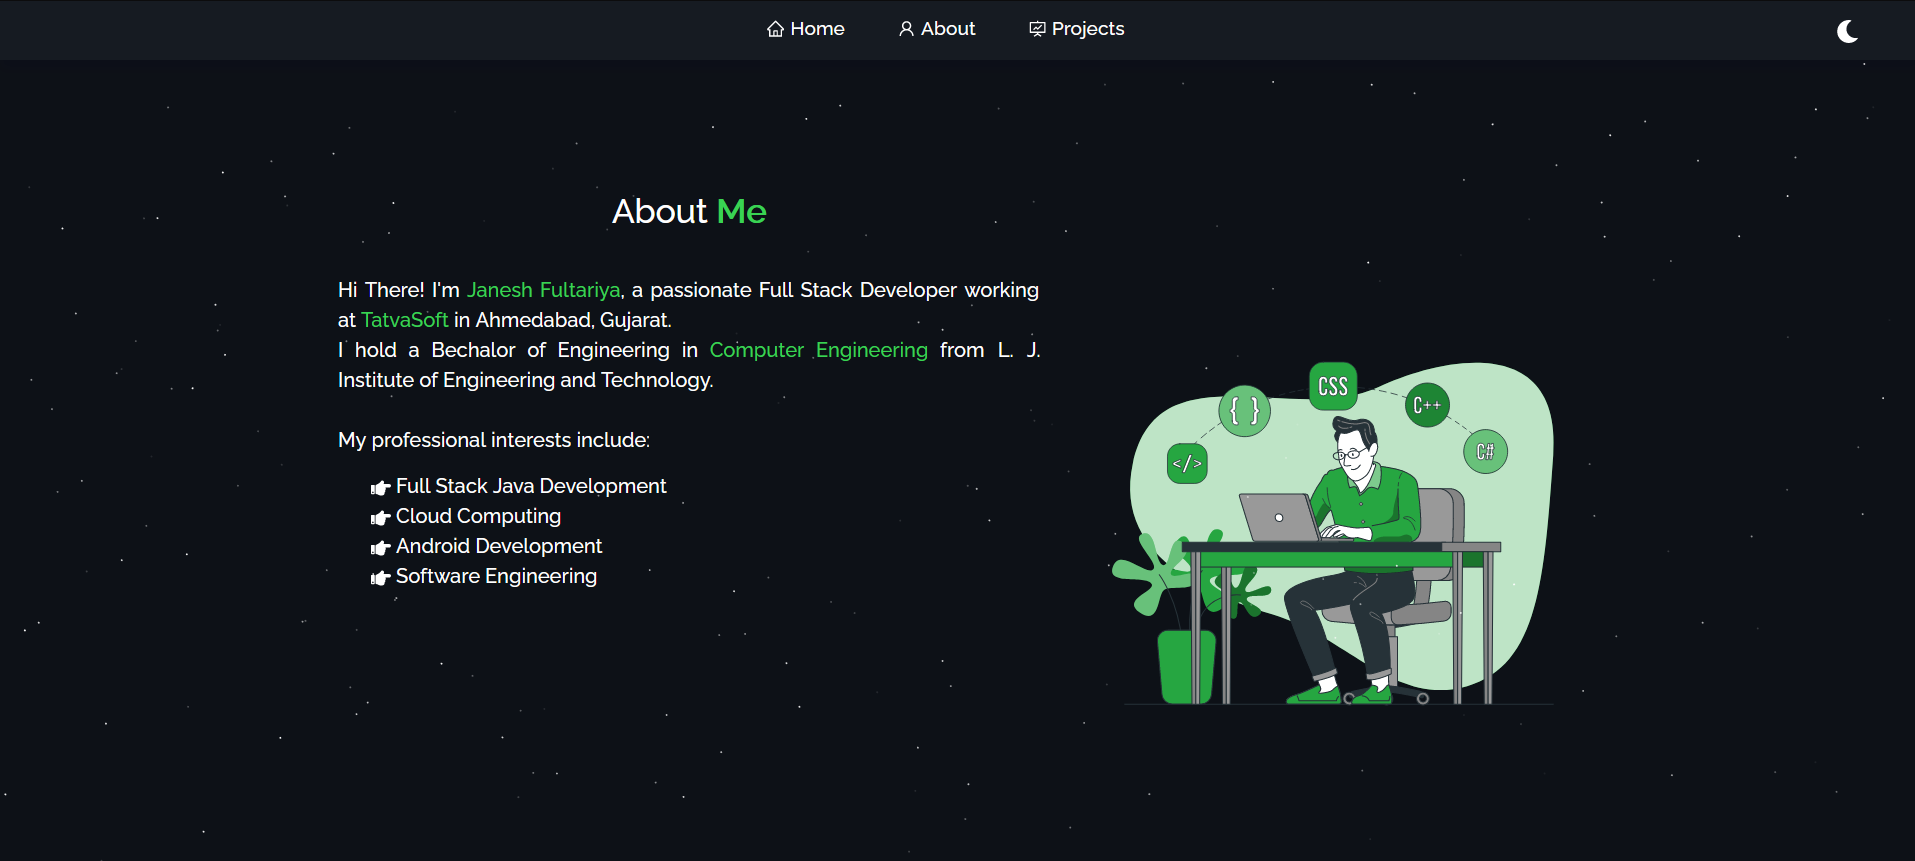 Home About Projects
About Me
Hi There! I'm Janesh Fultariya, a passionate Full Stack Developer working
at TatvaSoft in Ahmedabad, Gujarat.
I hold a Bechalor of Engineering in Computer Engineering from L. J.
Institute of Engineering and Technology.
My professional interests include:
Full Stack Java Development
Cloud Computing
Android Development
Software Engineering
</>
{ }
CSS
C++
C#